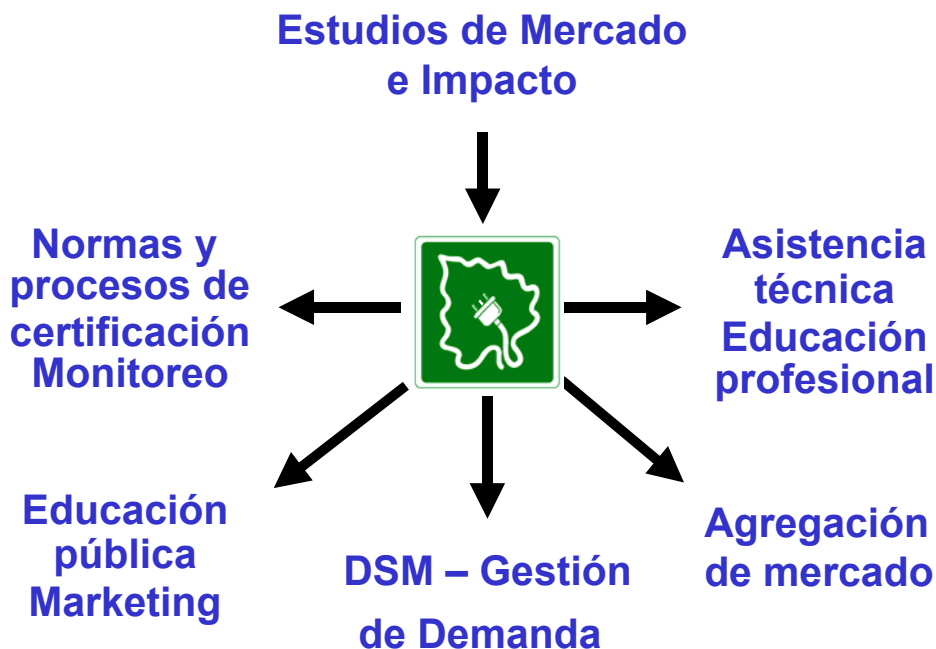 Estudios de Mercado
e Impacto
Normas y
procesos de
certificación
Monitoreo
Asistencia
técnica
Educación
profesional
Educación
pública
Marketing
DSM – Gestión
de Demanda
Agregación
de mercado